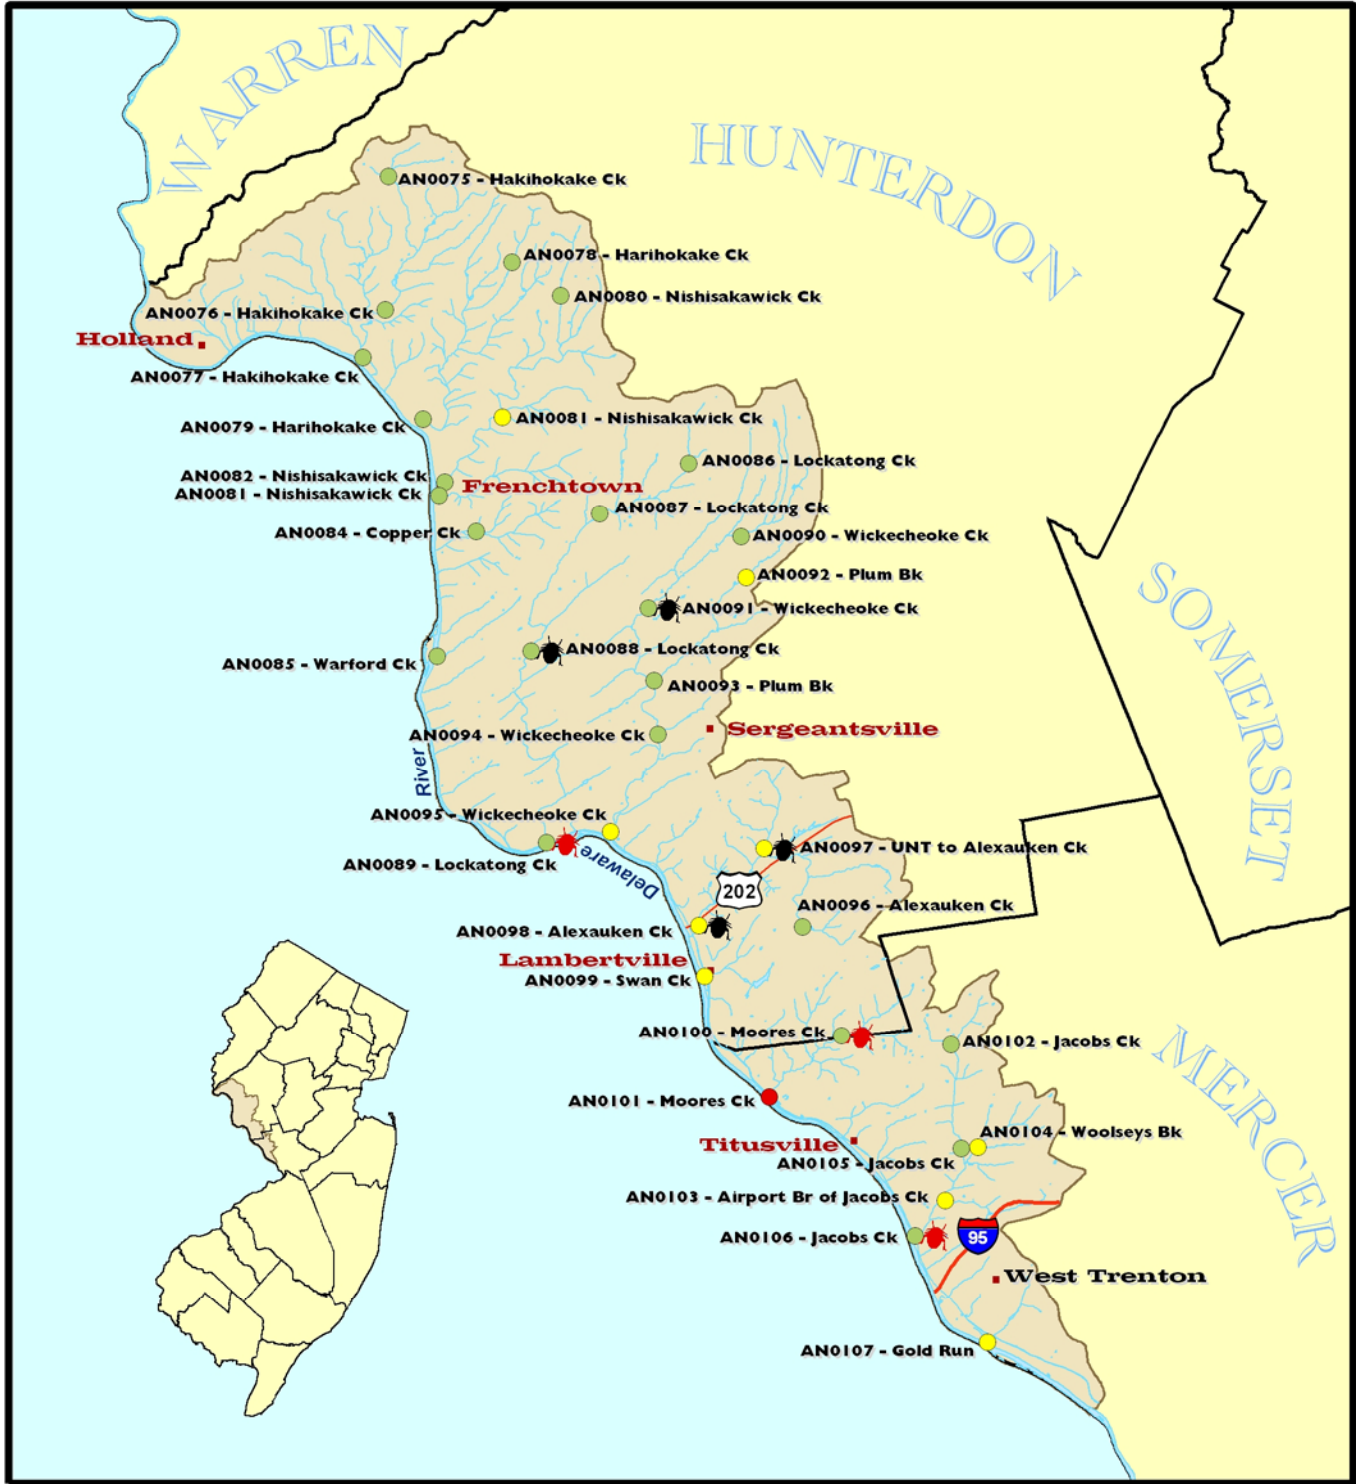 WARREN
HUNTERDON
AN0075 - Hakihokake Ck
AN0078 - Harihokake Ck
AN0080 - Nishisakawick Ck
AN0076 - Hakihokake Ck
Holland
AN0077 - Hakihokake Ck
AN0081 - Nishisakawick Ck
AN0079 - Harihokake Ck
AN0086 - Lockatong Ck
AN0082 - Nishisakawick Ck
Frenchtown
AN0081 - Nishisakawick Ck
AN0087 - Lockatong Ck
AN0084 - Copper Ck
AN0090 - Wickecheoke Ck
AN0092 - Plum Bk
SOMERSET
AN0091 - Wickecheoke Ck
AN0088 - Lockatong Ck
AN0085 - Warford Ck
AN0093 - Plum Bk
Sergeantsville
AN0094 - Wickecheoke Ck
River
AN0095 - Wickecheoke Ck
AN0097 - UNT to Alexauken Ck
AN0089 - Lockatong Ck
Delaware
202
AN0096 - Alexauken Ck
AN0098 - Alexauken Ck
Lambertville
AN0099 - Swan Ck
AN0100 - Moores Ck
AN0102 - Jacobs Ck
MERCER
AN0101 - Moores Ck
AN0104 - Woolseys Bk
Titusville
AN0105 - Jacobs Ck
AN0103 - Airport Br of Jacobs Ck
AN0106 - Jacobs Ck
95
West Trenton
AN0107 - Gold Run